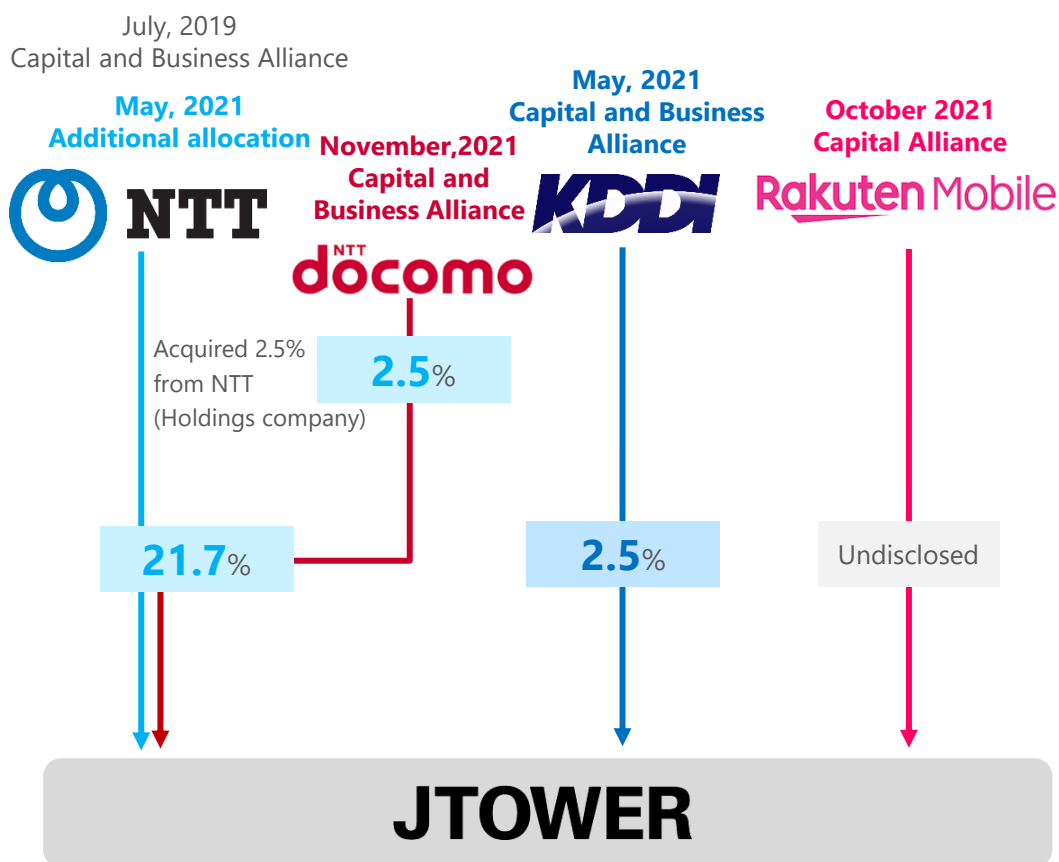 July, 2019
Capital and Business Alliance
May, 2021
Additional allocation
NTT
November,2021
Capital and
Business Alliance
NTT
döcomo
May, 2021
Capital and Business
Alliance
KDDI
October 2021
Capital Alliance
Rakuten Mobile
Acquired 2.5%
from NTT
(Holdings company)
2.5%
21.7%
2.5%
Undisclosed
JTOWER